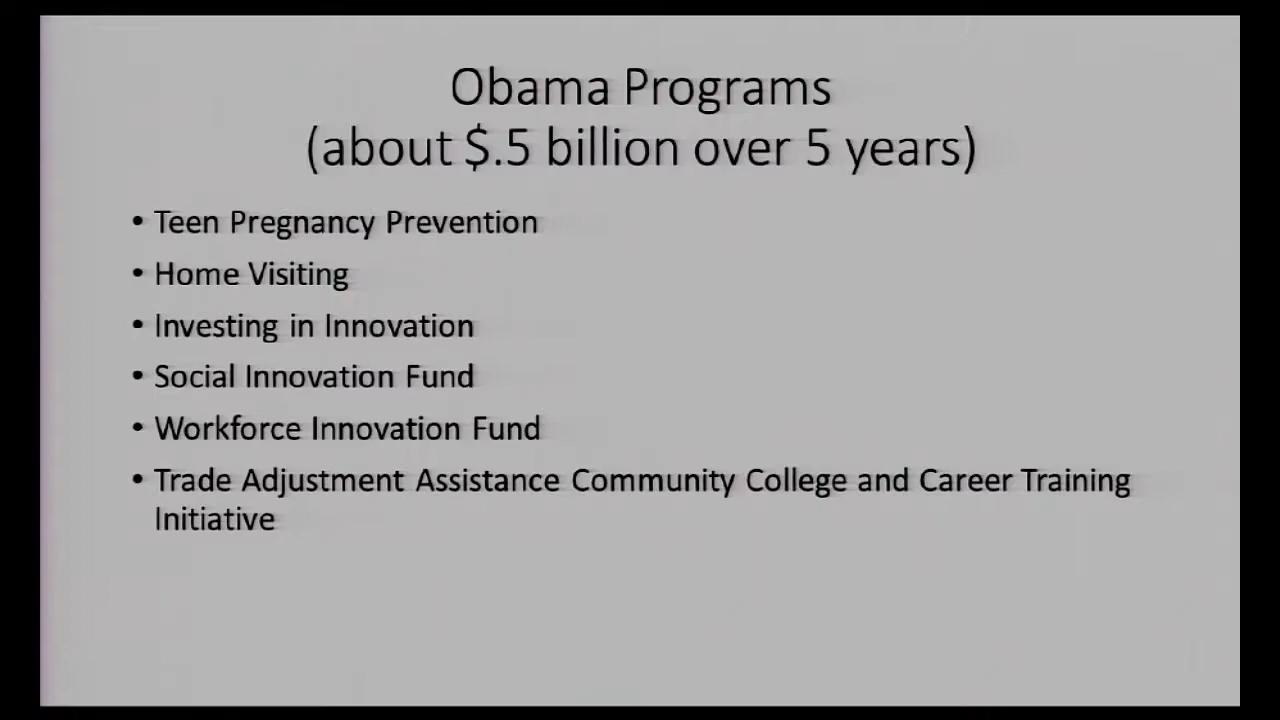 Obama Programs
(about $.5 billion over 5 years)
• Teen Pregnancy Prevention
• Home Visiting
• Investing in Innovation
• Social Innovation Fund
• Workforce Innovation Fund
• Trade Adjustment Assistance Community College and Career Training
Initiative